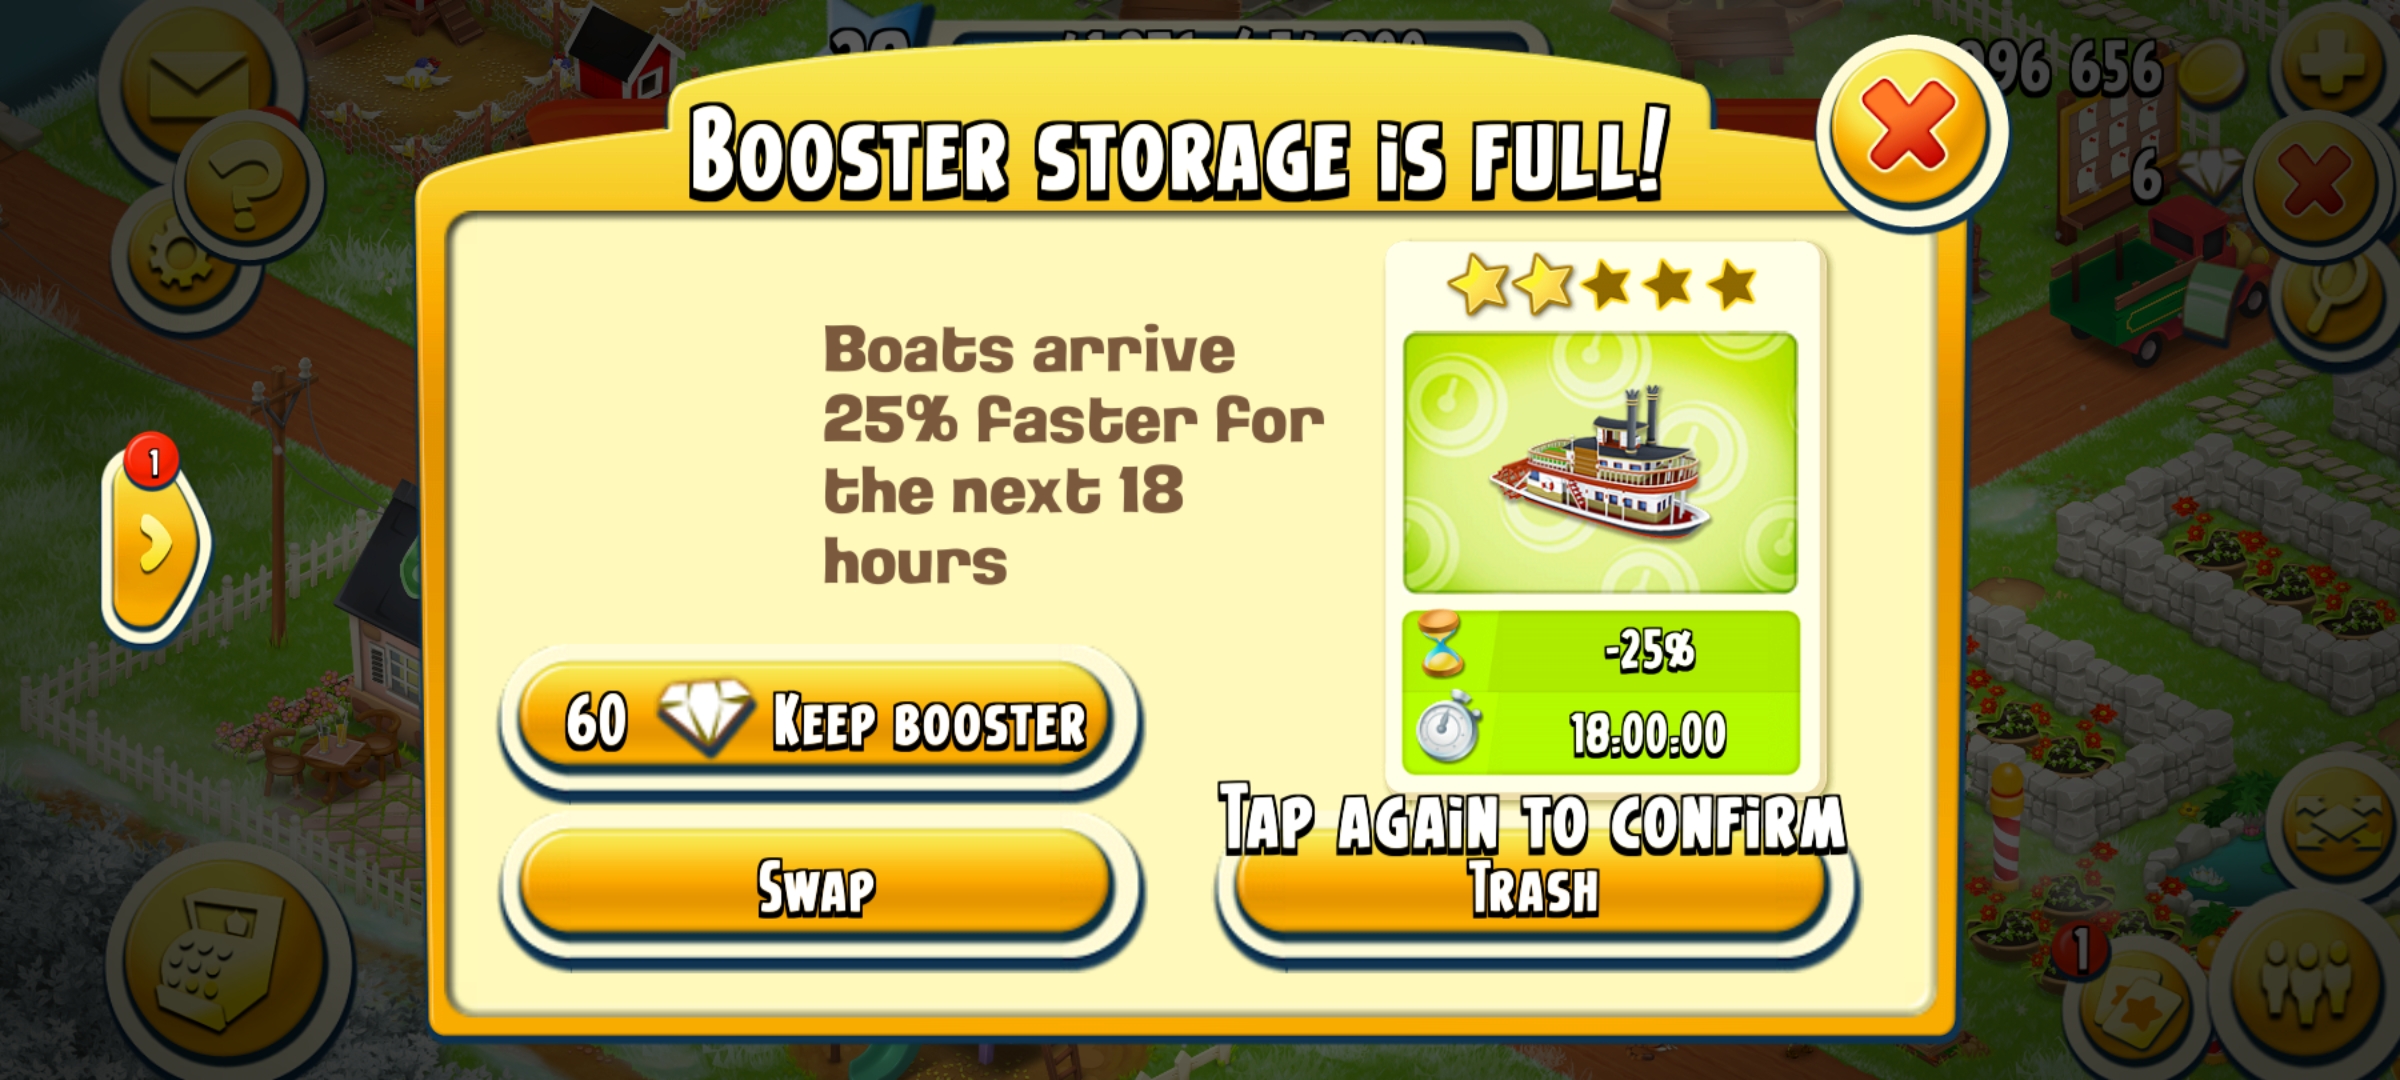 96 656
BOOSTER STORAGE iS FULL!
6
Boats arrive
25% faster for
the next 18
hours
1
-25%
18:00:00
60 KEEP BOOSTER
TAP AGAiN TO CONFiRM
SWAP
TRASH
1